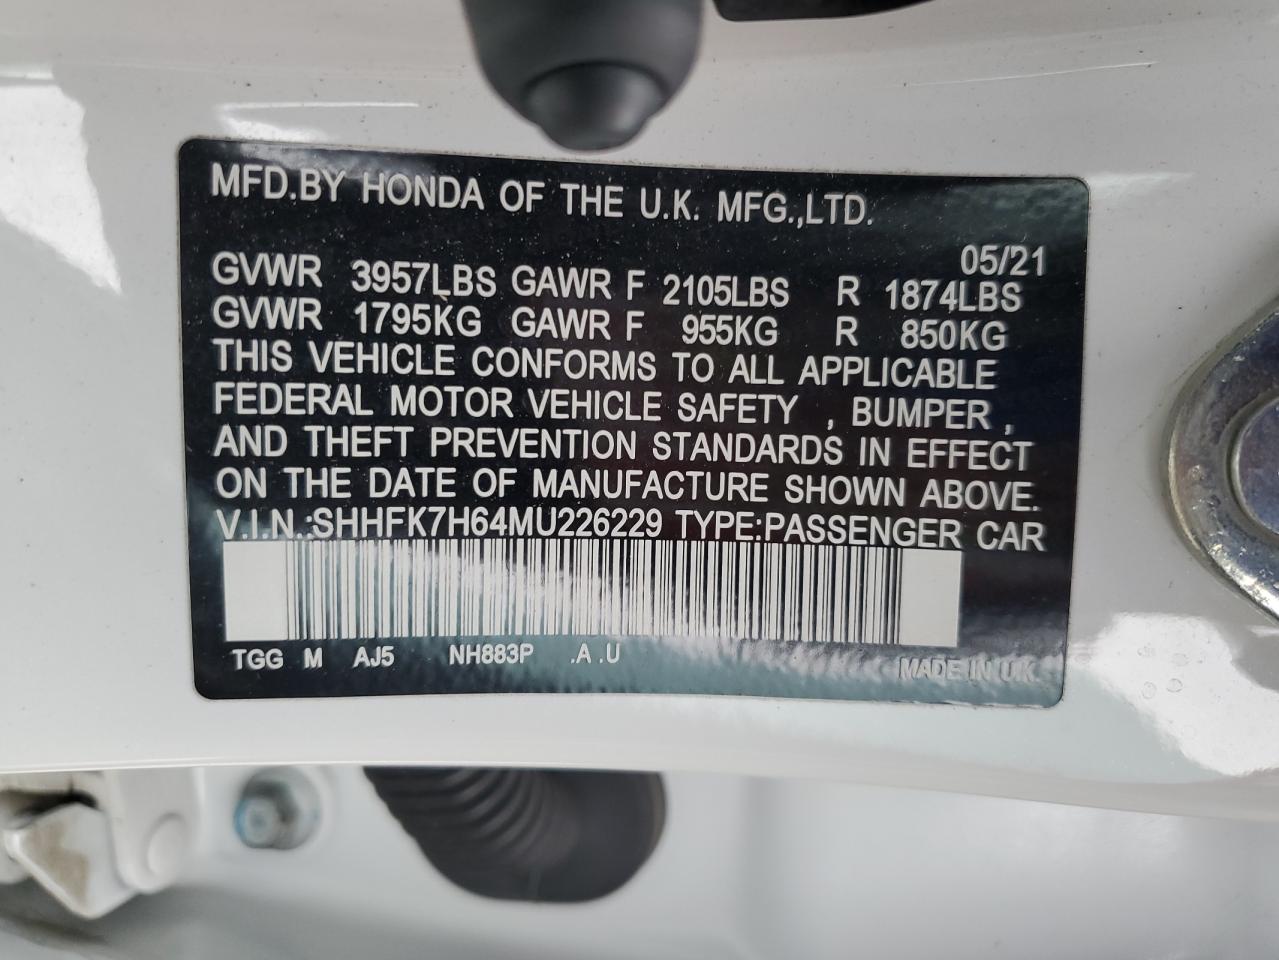 MFD.BY HONDA OF THE U.K. MFG.,LTD.
05/21
GVWR 3957LBS GAWR F 2105LBS R 1874LBS
GVWR 1795KG GAWR F 955KG R 850KG
THIS VEHICLE CONFORMS TO ALL APPLICABLE
FEDERAL MOTOR VEHICLE SAFETY , BUMPER ,
AND THEFT PREVENTION STANDARDS IN EFFECT
ON THE DATE OF MANUFACTURE SHOWN ABOVE.
V.I.N.:SHHFK7H64MU226229 TYPE:PASSENGER CAR
TGG M AJ5 NH883P .A .U MADE IN U.K.